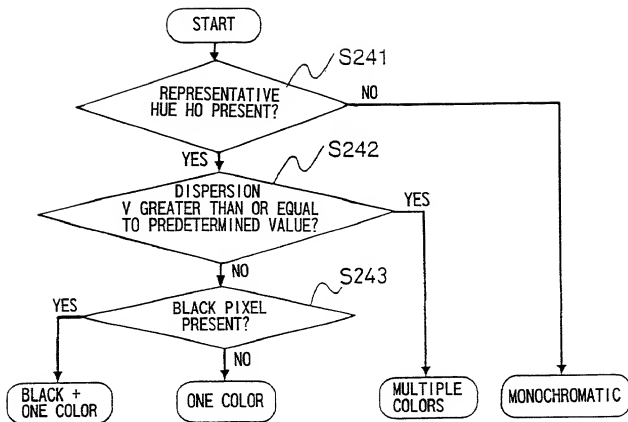 START
S241
REPRESENTATIVE
HUE HO PRESENT?
NO
YES
S242
DISPERSION
V GREATER THAN OR EQUAL
TO PREDETERMINED VALUE?
YES
NO
S243
BLACK PIXEL
PRESENT?
YES
NO
BLACK +
ONE COLOR
ONE COLOR
MULTIPLE
COLORS
MONOCHROMATIC